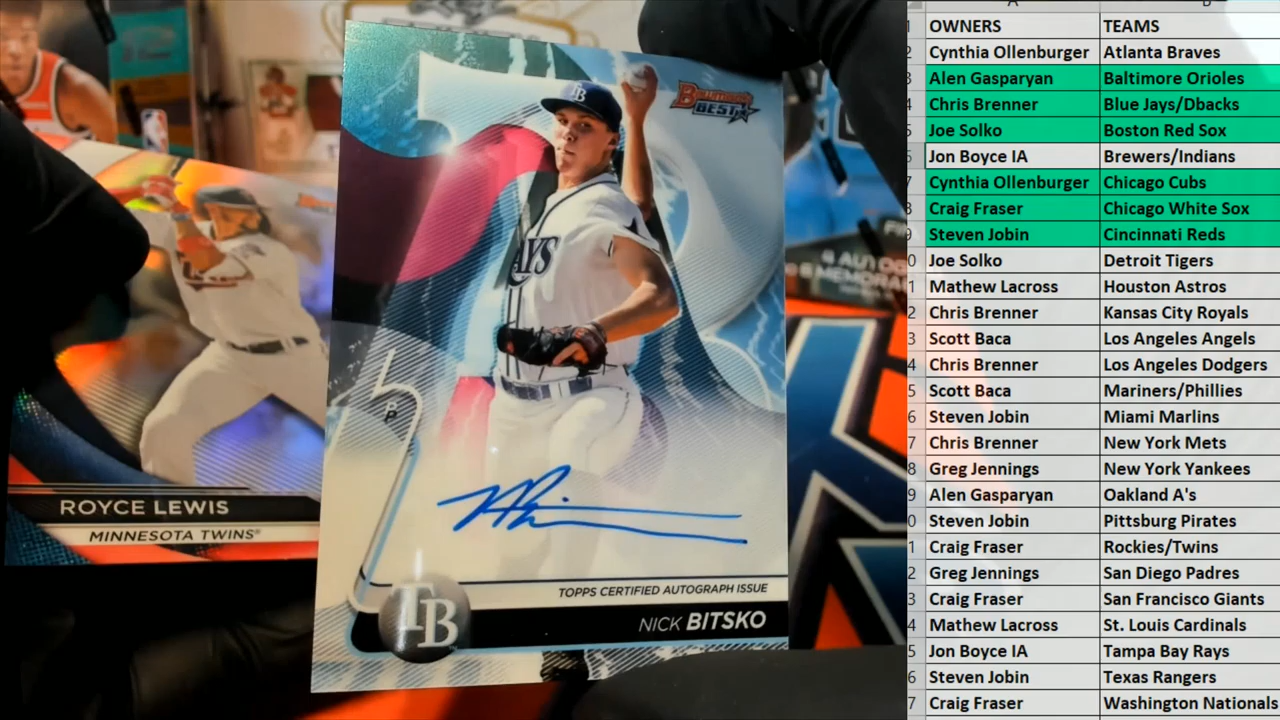 ROYCE LEWIS
MINNESOTA TWINS®
TB
BEST
AYS
P
TOPPS CERTIFIED AUTOGRAPH ISSUE
NICK BITSKO
TB
OWNERS TEAMS
Cynthia Ollenburger Atlanta Braves
Alen Gasparyan Baltimore Orioles
Chris Brenner Blue Jays/Dbacks
Joe Solko Boston Red Sox
Jon Boyce IA Brewers/Indians
Cynthia Ollenburger Chicago Cubs
Craig Fraser Chicago White Sox
Steven Jobin Cincinnati Reds
Joe Solko Detroit Tigers
Mathew Lacross Houston Astros
Chris Brenner Kansas City Royals
Scott Baca Los Angeles Angels
Chris Brenner Los Angeles Dodgers
Scott Baca Mariners/Phillies
Steven Jobin Miami Marlins
Chris Brenner New York Mets
Greg Jennings New York Yankees
Alen Gasparyan Oakland A's
Steven Jobin Pittsburg Pirates
Craig Fraser Rockies/Twins
Greg Jennings San Diego Padres
Craig Fraser San Francisco Giants
Mathew Lacross St. Louis Cardinals
Jon Boyce IA Tampa Bay Rays
Steven Jobin Texas Rangers
Craig Fraser Washington Nationals